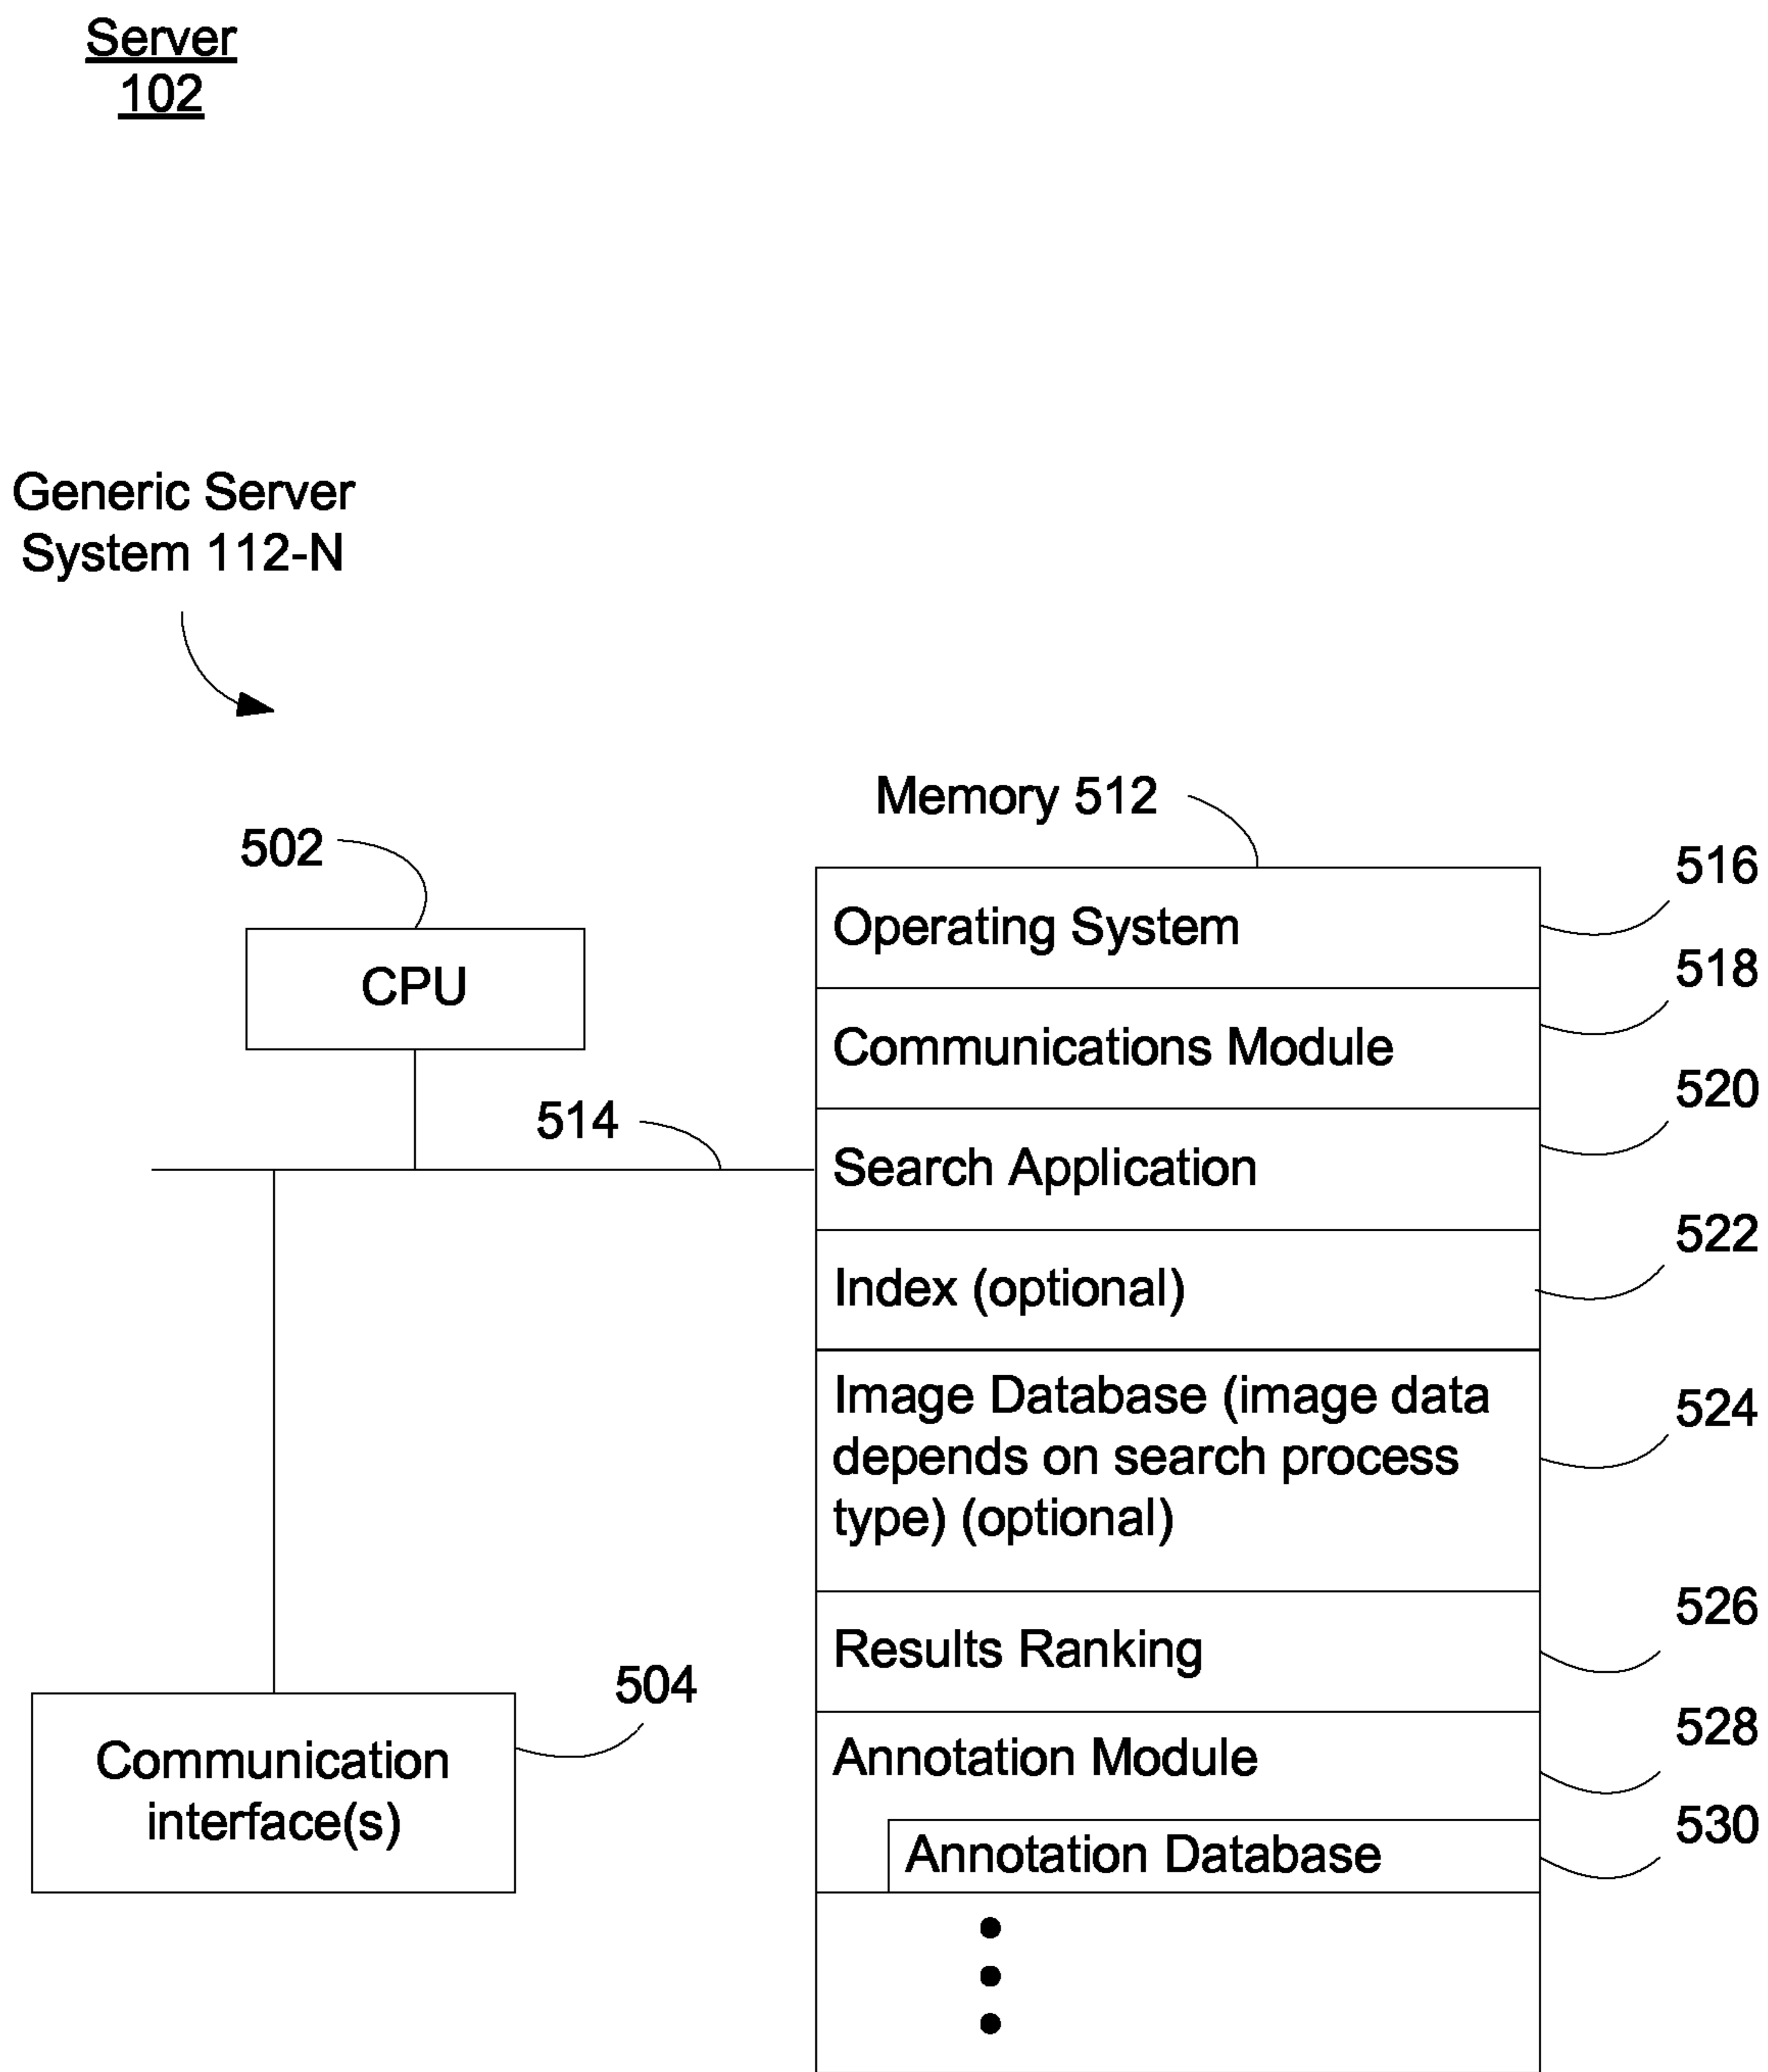 Server
102
Generic Server
System 112-N
Memory 512
502
516
Operating System
CPU
518
Communications Module
514
520
Search Application
522
Index (optional)
Image Database (image data
depends on search process
type) (optional)
524
526
Results Ranking
504
Communication
interface(s)
528
Annotation Module
530
Annotation Database